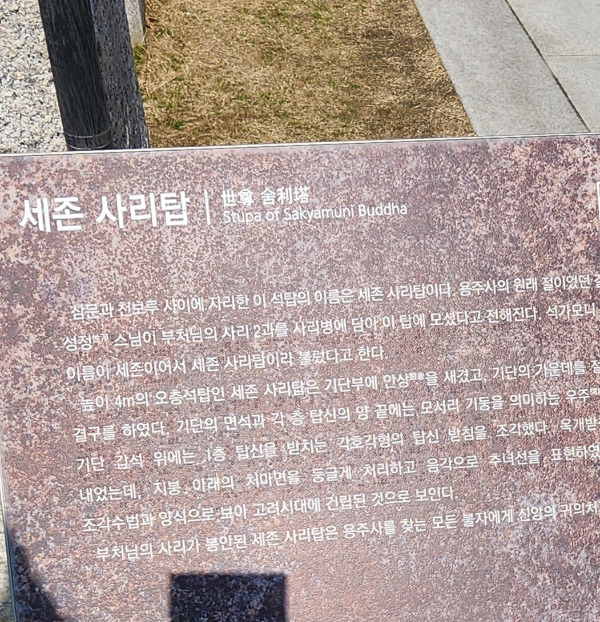 세존 사리탑 | 世尊 舍利塔
Stupa of Sakyamuni Buddha
삼문과 천보루 사이에 자리한 이 석탑의 이름은 세존 사리탑이다. 용주사의 원래 절이었던
성정 스님이 부처님의 사리 2과를 사리병에 담아 이 탑에 모셨다고 전해진다. 석가모니
이름이 세존이어서 세존 사리탑이라 불렀다고 한다.
높이 4m의 오층석탑인 세존 사리탑은 기단부에 안상을 새겼고, 기단의 가운데를
결구를 하였다. 기단의 면석과 각 층 탑신의 양 끝에는 모서리 기둥을 의미하는 우주
기단 갑석 위에는 1층 탑신을 받치는 각호각형의 탑신 받침을 조각했다. 옥개받
내었는데, 지붕 아래의 처마면을 둥글게 처리하고 음각으로 추녀선을 표현하였
조각수법과 양식으로 보아 고려시대에 건립된 것으로 보인다.
부처님의 사리가 봉안된 세존 사리탑은 용주사를 찾는 모든 불자에게 신앙의 귀의처